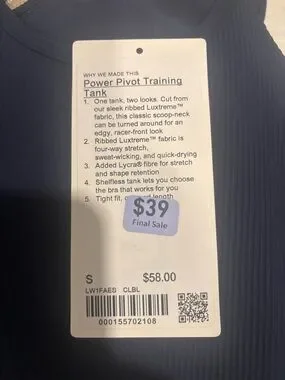 WHY WE MADE THIS
Power Pivot Training
Tank
1. One tank, two looks. Cut from
our sleek ribbed Luxtreme™
fabric, this classic scoop-neck
can be turned around for an
edgy, racer-front look
2. Ribbed Luxtreme™ fabric is
four-way stretch,
sweat-wicking, and quick-drying
3. Added Lycra® fibre for stretch
and shape retention
4. Shelfless tank lets you choose
the bra that works for you
5. Tight fit, length
$39
Final Sale
S $58.00
LW1FAES CLBL
000155702108